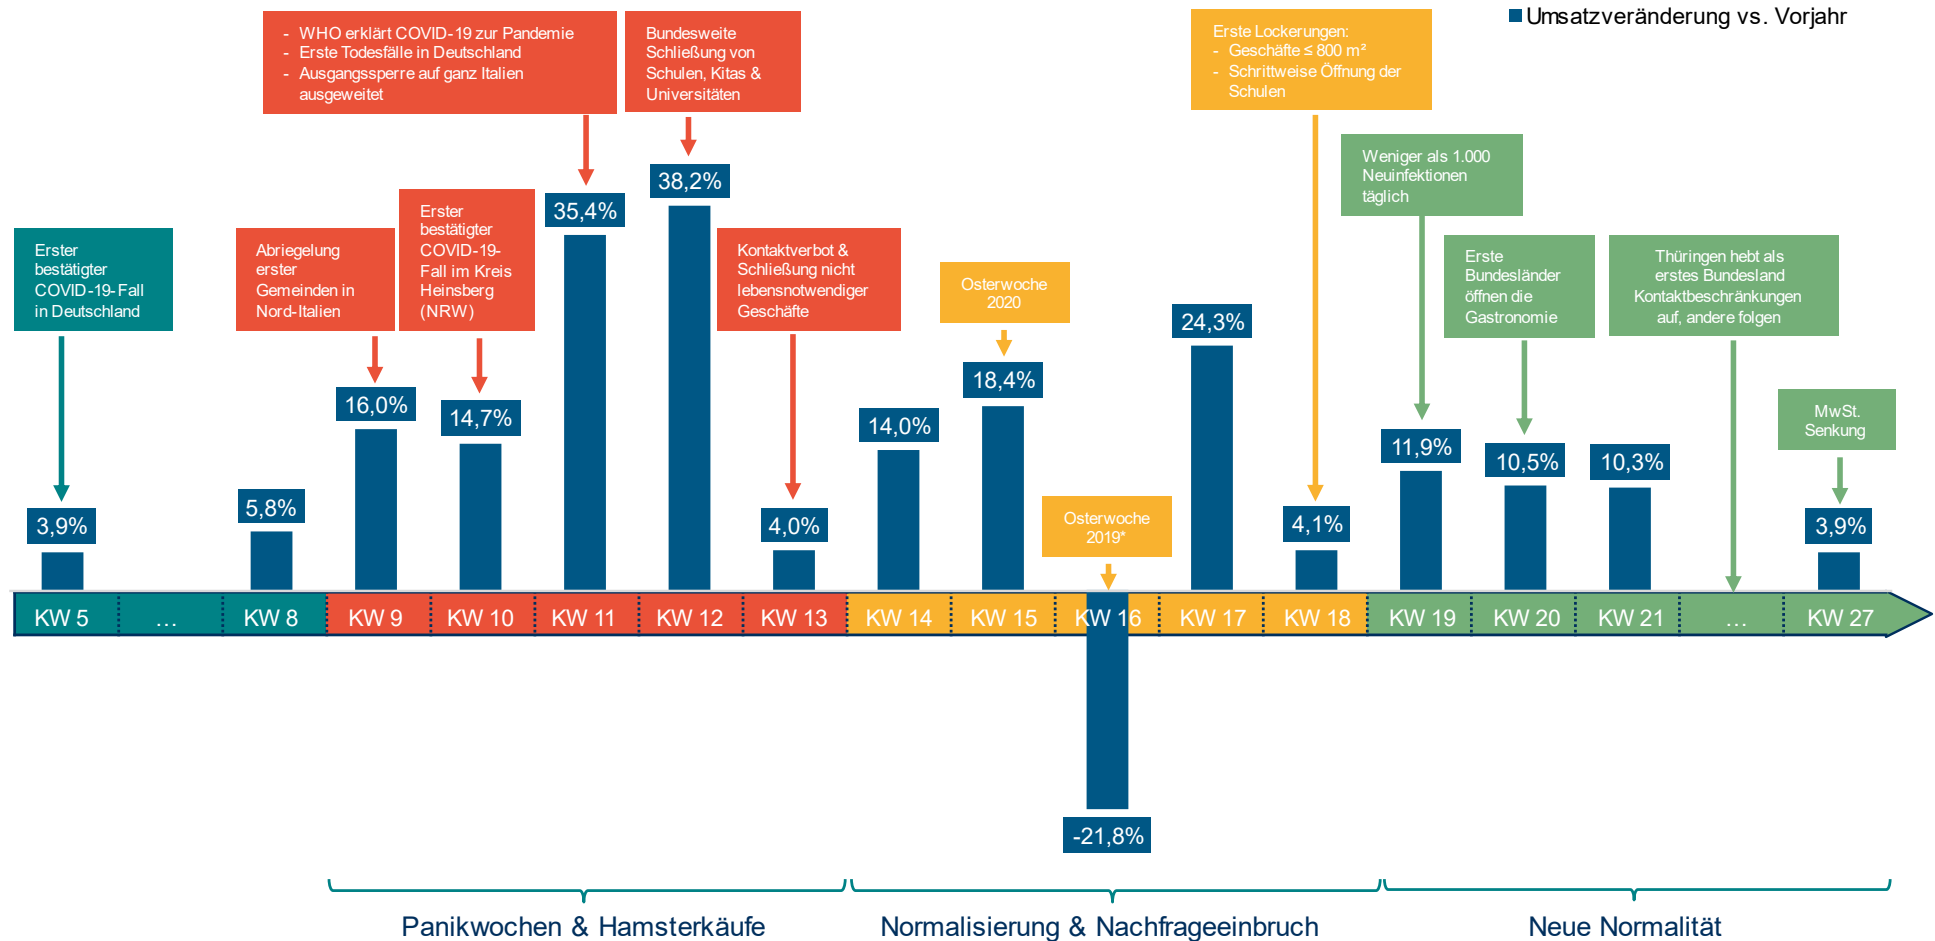 Umsatzveränderung vs. Vorjahr
- WHO erklärt COVID-19 zur Pandemie
- Erste Todesfälle in Deutschland
- Ausgangssperre auf ganz Italien
ausgeweitet
Bundesweite
Schließung von
Schulen, Kitas &
Universitäten
Erste Lockerungen:
- Geschäfte ≤ 800 m²
- Schrittweise Öffnung der
Schulen
Weniger als 1.000
Neuinfektionen
täglich
Erster
bestätigter
COVID-19-Fall
in Deutschland
Abriegelung
erster
Gemeinden in
Nord-Italien
Erster
bestätigter
COVID-19-
Fall im Kreis
Heinsberg
(NRW)
Kontaktverbot &
Schließung nicht
lebensnotwendiger
Geschäfte
Osterwoche
2020
Osterwoche
2019*
Erste
Bundesländer
öffnen die
Gastronomie
Thüringen hebt als
erstes Bundesland
Kontaktbeschränkungen
auf, andere folgen
MwSt.
Senkung
3,9%
5,8%
16,0%
14,7%
35,4%
38,2%
4,0%
14,0%
18,4%
24,3%
4,1%
11,9%
10,5%
10,3%
3,9%
KW 5
...
KW 8
KW 9
KW 10
KW 11
KW 12
KW 13
KW 14
KW 15
KW 16
KW 17
KW 18
KW 19
KW 20
KW 21
...
KW 27
-21,8%
Panikwochen & Hamsterkäufe
Normalisierung & Nachfrageeinbruch
Neue Normalität